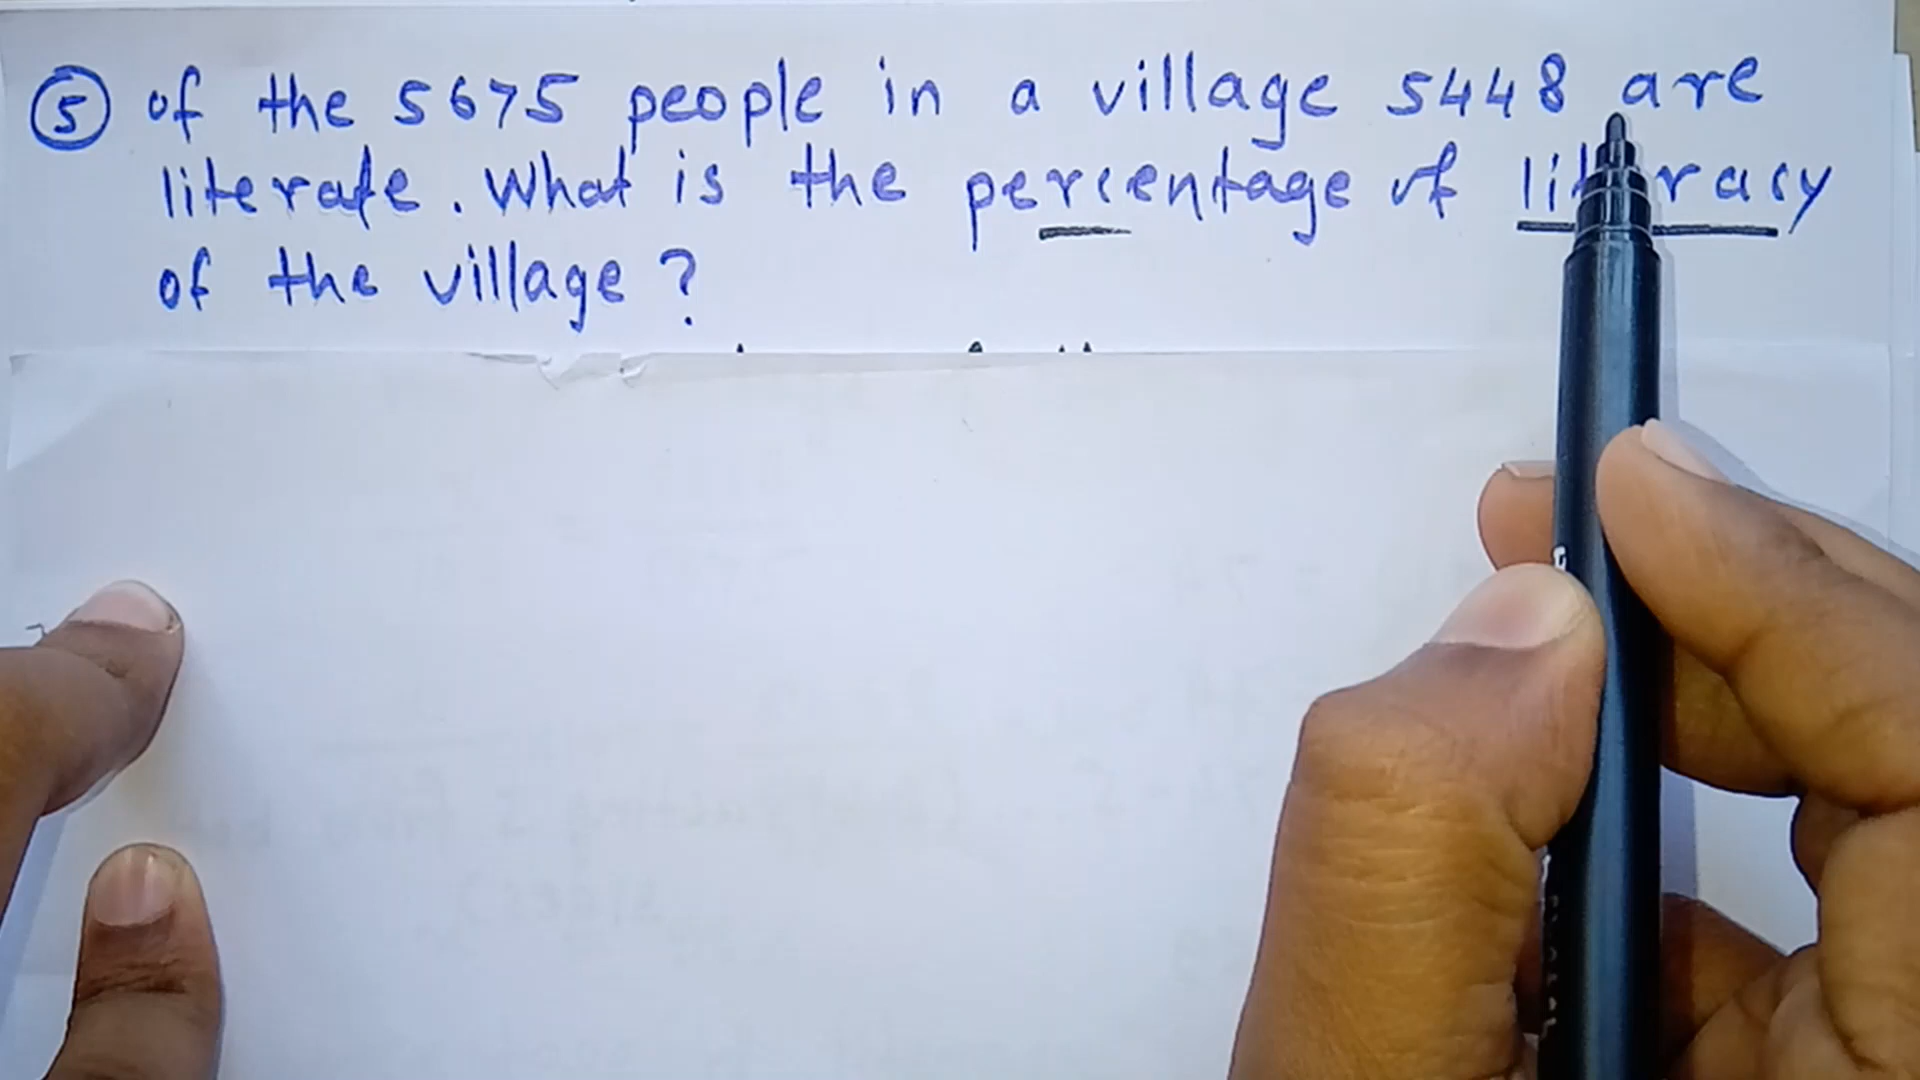 5 of the 5675 people in a village 5448 are
literate. What is the percentage of literacy
of the village ?